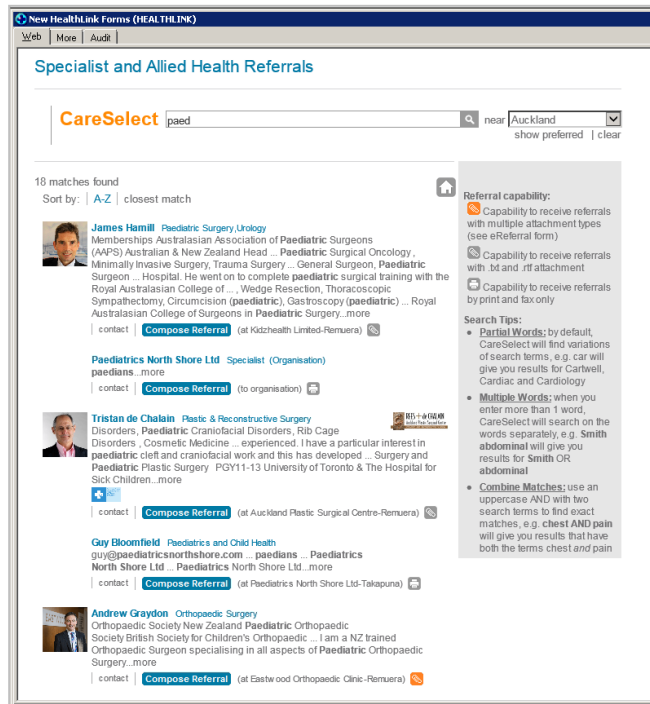 New HealthLink Forms (HEALTHLINK)
Web More Audit
Specialist and Allied Health Referrals
CareSelect paed near Auckland
show preferred | clear
18 matches found
Sort by: | A-Z | closest match
James Hamill Paediatric Surgery,Urology
Memberships Australasian Association of Paediatric Surgeons
(AAPS) Australian & New Zealand Head ... Paediatric Surgical Oncology ,
Minimally Invasive Surgery, Trauma Surgery ... General Surgeon, Paediatric
Surgeon ... Hospital. He went on to complete paediatric surgical training with the
Royal Australasian College of ... , Wedge Resection, Thoracoscopic
Sympathectomy, Circumcision (paediatric), Gastroscopy (paediatric) ... Royal
Australasian College of Surgeons in Paediatric Surgery...more
| contact | Compose Referral (at Kidzhealth Limited-Remuera)
Paediatrics North Shore Ltd Specialist (Organisation)
paedians...more
| contact | Compose Referral (to organisation)
Tristan de Chalain Plastic & Reconstructive Surgery
Disorders, Paediatric Craniofacial Disorders, Rib Cage
Disorders , Cosmetic Medicine ... experienced. I have a particular interest in
paediatric cleft and craniofacial work and this has developed ... Surgery and
Paediatric Plastic Surgery PGY11-13 University of Toronto & The Hospital for
Sick Children...more
| contact | Compose Referral (at Auckland Plastic Surgical Centre-Remuera)
Guy Bloomfield Paediatrics and Child Health
guy@paediatricsnorthshore.com ... paedians ... Paediatrics
North Shore Ltd ... Paediatrics North Shore Ltd...more
| contact | Compose Referral (at Paediatrics North Shore Ltd-Takapuna)
Andrew Graydon Orthopaedic Surgery
Orthopaedic Society New Zealand Paediatric Orthopaedic
Society British Society for Children's Orthopaedic ... I am a NZ trained
Orthopaedic Surgeon specialising in all aspects of Paediatric Orthopaedic
Surgery...more
| contact | Compose Referral (at Eastwood Orthopaedic Clinic-Remuera)
Referral capability:
Capability to receive referrals
with multiple attachment types
(see eReferral form)
Capability to receive referrals
with .txt and .rtf attachment
Capability to receive referrals
by print and fax only
Search Tips:
• Partial Words: by default,
CareSelect will find variations
of search terms, e.g. car will
give you results for Cartwell,
Cardiac and Cardiology
• Multiple Words: when you
enter more than 1 word,
CareSelect will search on the
words separately, e.g. Smith
abdominal will give you
results for Smith OR
abdominal
• Combine Matches: use an
uppercase AND with two
search terms to find exact
matches, e.g. chest AND pain
will give you results that have
both the terms chest and pain